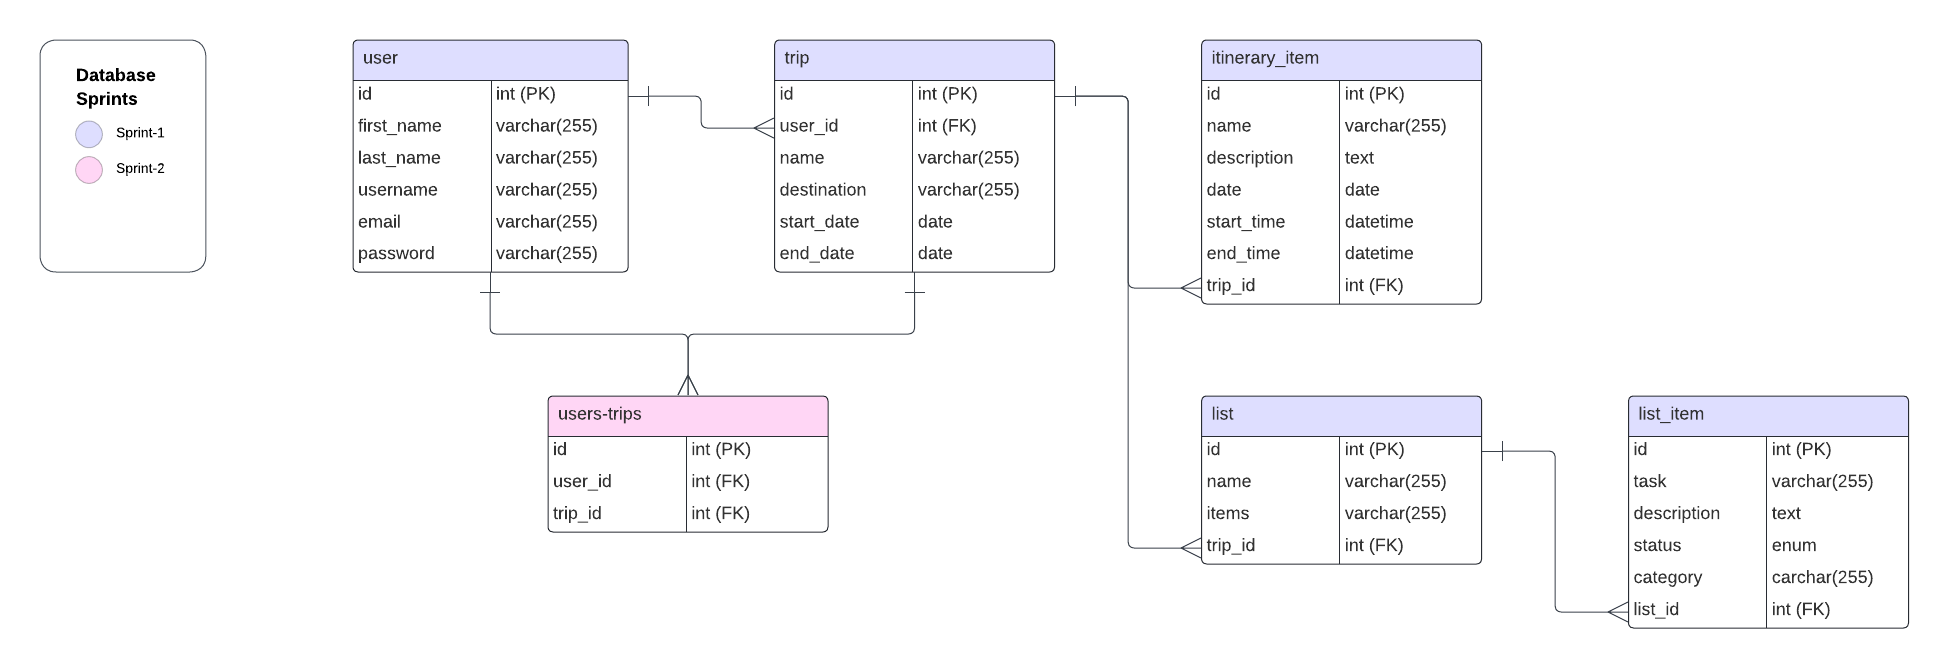 Database
Sprints
Sprint-1
Sprint-2
user
id int (PK)
first_name varchar(255)
last_name varchar(255)
username varchar(255)
email varchar(255)
password varchar(255)
trip
id int (PK)
user_id int (FK)
name varchar(255)
destination varchar(255)
start_date date
end_date date
itinerary_item
id int (PK)
name varchar(255)
description text
date date
start_time datetime
end_time datetime
trip_id int (FK)
users-trips
id int (PK)
user_id int (FK)
trip_id int (FK)
list
id int (PK)
name varchar(255)
items varchar(255)
trip_id int (FK)
list_item
id int (PK)
task varchar(255)
description text
status enum
category carchar(255)
list_id int (FK)